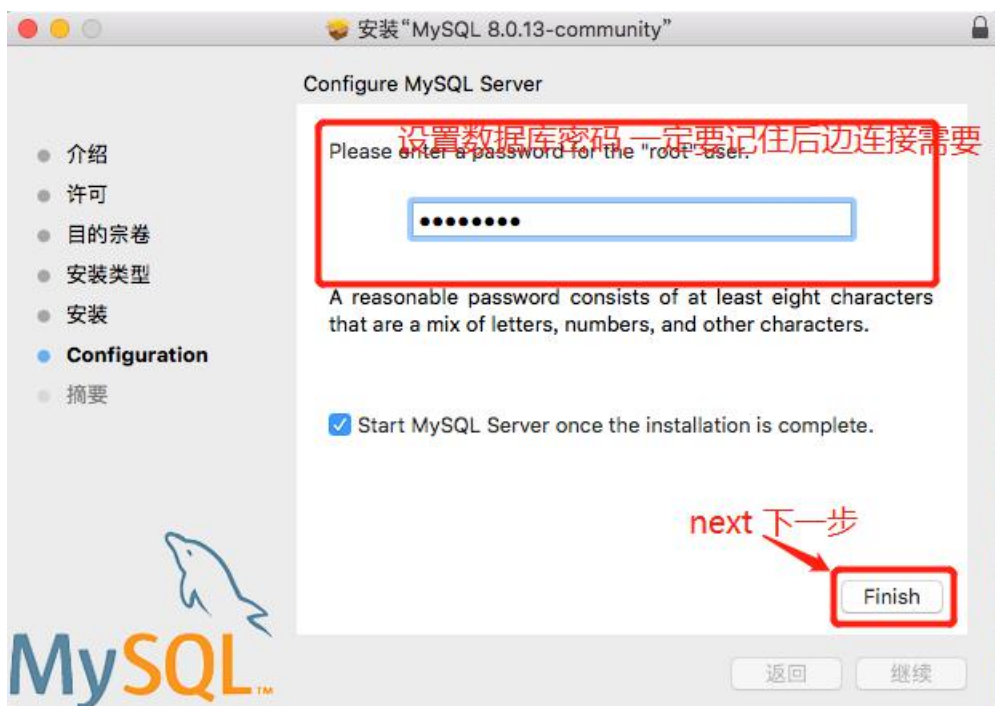 安装“MySQL 8.0.13-community”
Configure MySQL Server
介绍
许可
目的宗卷
安装类型
安装
Configuration
摘要
设置数据库密码 一定要记住后边连接需要
Please enter a password for the "root" user.
••••••••
A reasonable password consists of at least eight characters
that are a mix of letters, numbers, and other characters.
Start MySQL Server once the installation is complete.
next 下一步
Finish
MySQL™
返回
继续